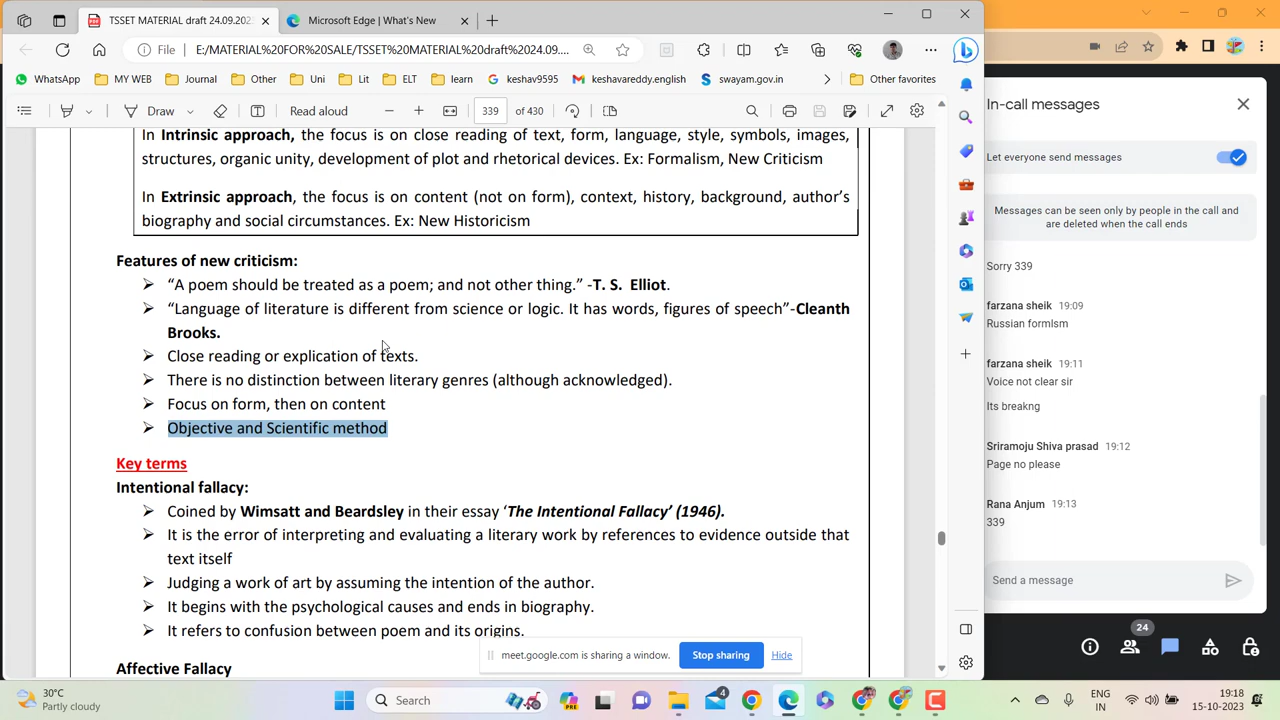 TSSET MATERIAL draft 24.09.202
Microsoft Edge | What's New
File
E:/MATERIAL%20FOR%20SALE/TSSET%20MATERIAL%20draft%2024.09....
WhatsApp
MY WEB
Journal
Other
Uni
Lit
ELT
learn
keshav9595
keshavareddy.english
swayam.gov.in
Other favorites
Draw
Read aloud
339
of 430
In Intrinsic approach, the focus is on close reading of text, form, language, style, symbols, images,
structures, organic unity, development of plot and rhetorical devices. Ex: Formalism, New Criticism
In Extrinsic approach, the focus is on content (not on form), context, history, background, author's
biography and social circumstances. Ex: New Historicism
Features of new criticism:
➢ “A poem should be treated as a poem; and not other thing.” -T. S. Elliot.
➢ “Language of literature is different from science or logic. It has words, figures of speech”-Cleanth
Brooks.
➢ Close reading or explication of texts.
➢ There is no distinction between literary genres (although acknowledged).
➢ Focus on form, then on content
➢ Objective and Scientific method
Key terms
Intentional fallacy:
➢ Coined by Wimsatt and Beardsley in their essay ‘The Intentional Fallacy’ (1946).
➢ It is the error of interpreting and evaluating a literary work by references to evidence outside that
text itself
➢ Judging a work of art by assuming the intention of the author.
➢ It begins with the psychological causes and ends in biography.
➢ It refers to confusion between poem and its origins.
Affective Fallacy
meet.google.com is sharing a window.
Stop sharing
Hide
In-call messages
Let everyone send messages
Messages can be seen only by people in the call and
are deleted when the call ends
Sorry 339
farzana sheik 19:09
Russian formlsm
farzana sheik 19:11
Voice not clear sir
Its breakng
Sriramoju Shiva prasad 19:12
Page no please
Rana Anjum 19:13
339
Send a message
24
30°C
Partly cloudy
Search
PRE
4
ENG
IN
19:18
15-10-2023